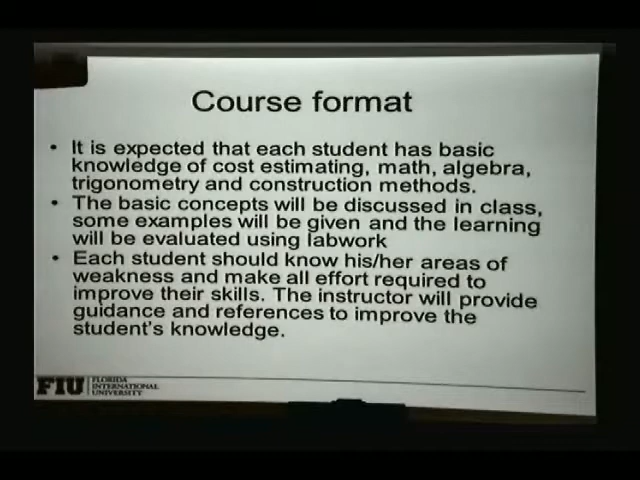 Course format
• It is expected that each student has basic
knowledge of cost estimating, math, algebra,
trigonometry and construction methods.
• The basic concepts will be discussed in class,
some examples will be given and the learning
will be evaluated using labwork
• Each student should know his/her areas of
weakness and make all effort required to
improve their skills. The instructor will provide
guidance and references to improve the
student's knowledge.
FIU
FLORIDA
INTERNATIONAL
UNIVERSITY